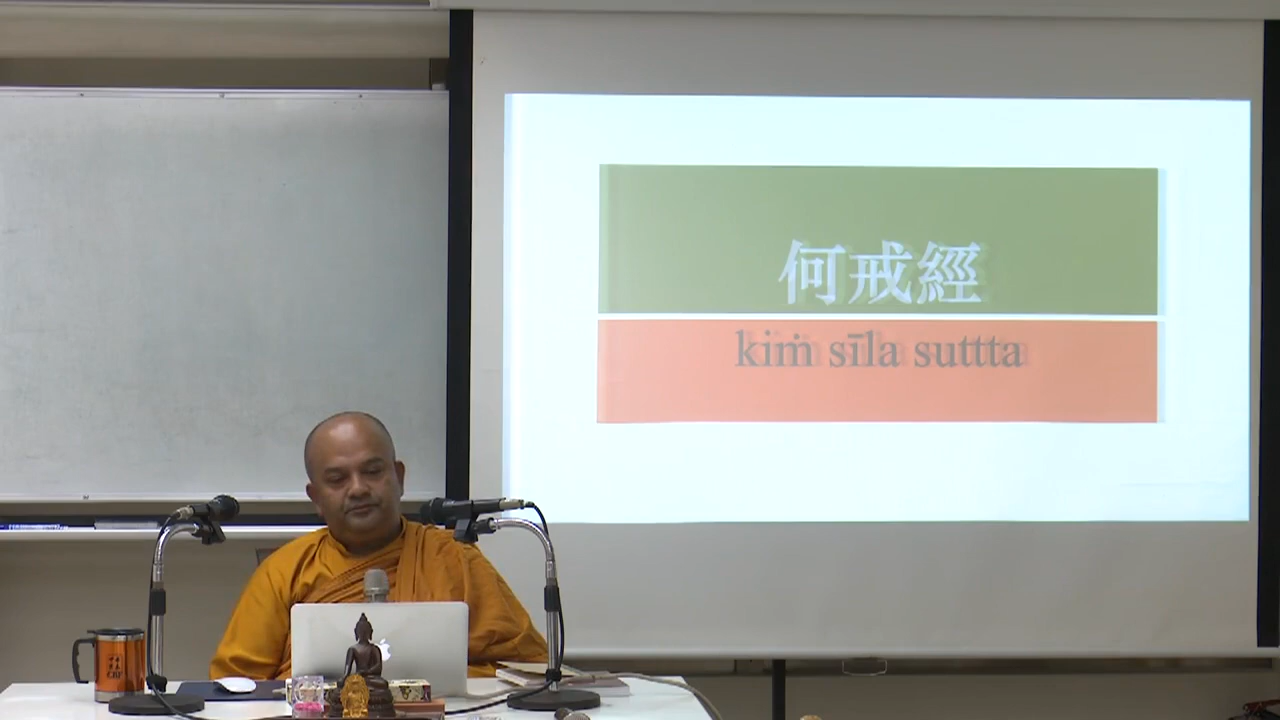 何戒經
kiṁ sīla suttta